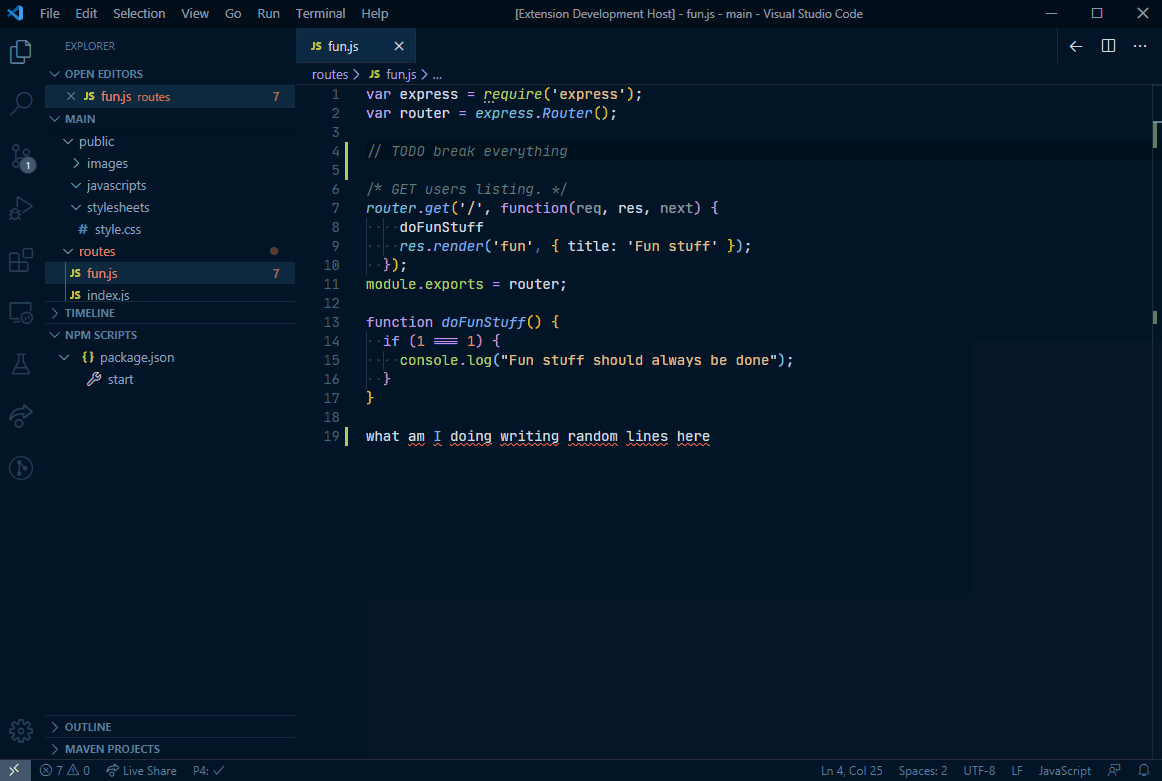 File Edit Selection View Go Run Terminal Help [Extension Development Host] - fun.js - main - Visual Studio Code
EXPLORER
OPEN EDITORS
JS fun.js routes 7
MAIN
public
images
javascripts
stylesheets
# style.css
routes
JS fun.js 7
JS index.js
TIMELINE
NPM SCRIPTS
{} package.json
start
OUTLINE
MAVEN PROJECTS
1
JS fun.js
routes > JS fun.js > ...
1 var express = require('express');
2 var router = express.Router();
3
4 // TODO break everything
5
6 /* GET users listing. */
7 router.get('/', function(req, res, next) {
8 ····doFunStuff
9 ····res.render('fun', { title: 'Fun stuff' });
10 ··});
11 module.exports = router;
12
13 function doFunStuff() {
14 ··if (1 === 1) {
15 ····console.log("Fun stuff should always be done");
16 ··}
17 }
18
19 what am I doing writing random lines here
7 0 Live Share P4: Ln 4, Col 25 Spaces: 2 UTF-8 LF JavaScript